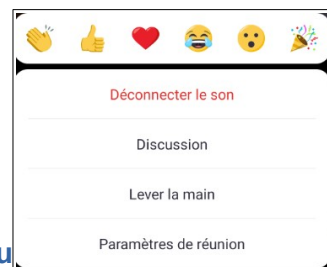 Déconnecter le son
Discussion
Lever la main
Paramètres de réunion
u